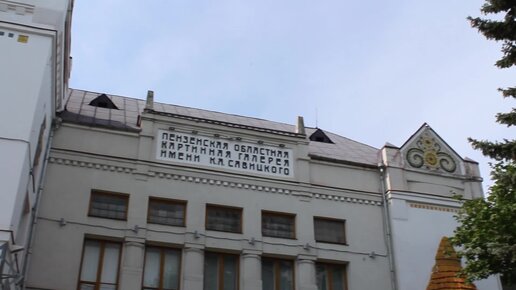 ПЕНЗЕНСКАЯ ОБЛАСТНАЯ
КАРТИННАЯ ГАЛЕРЕЯ
ИМЕНИ К.А. САВИЦКОГО